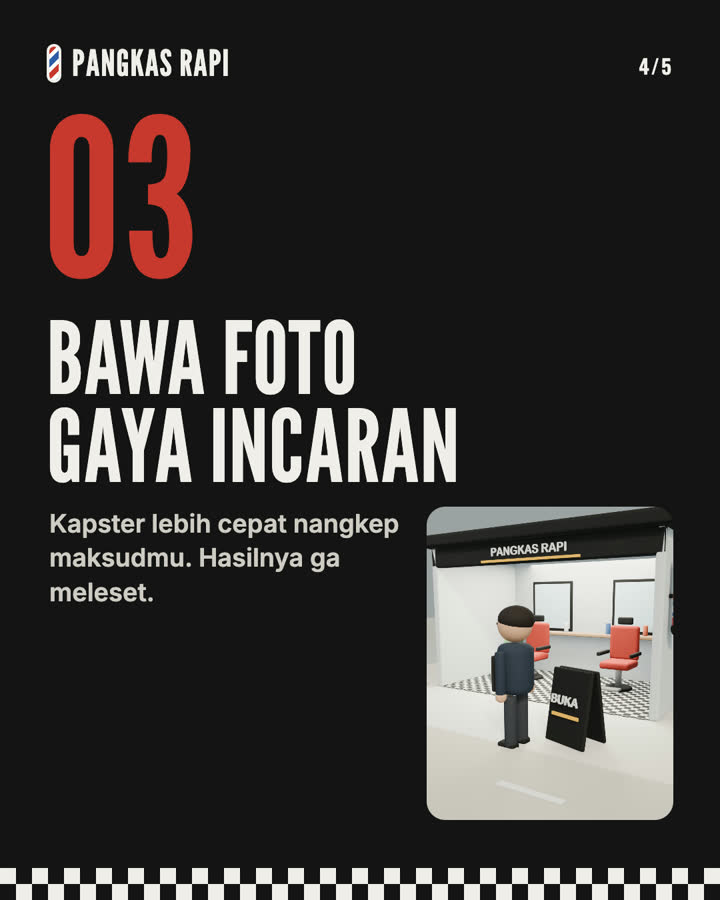 PANGKAS RAPI
4/5
03
BAWA FOTO
GAYA INCARAN
Kapster lebih cepat nangkep
maksudmu. Hasilnya ga
meleset.
PANGKAS RAPI
BUKA